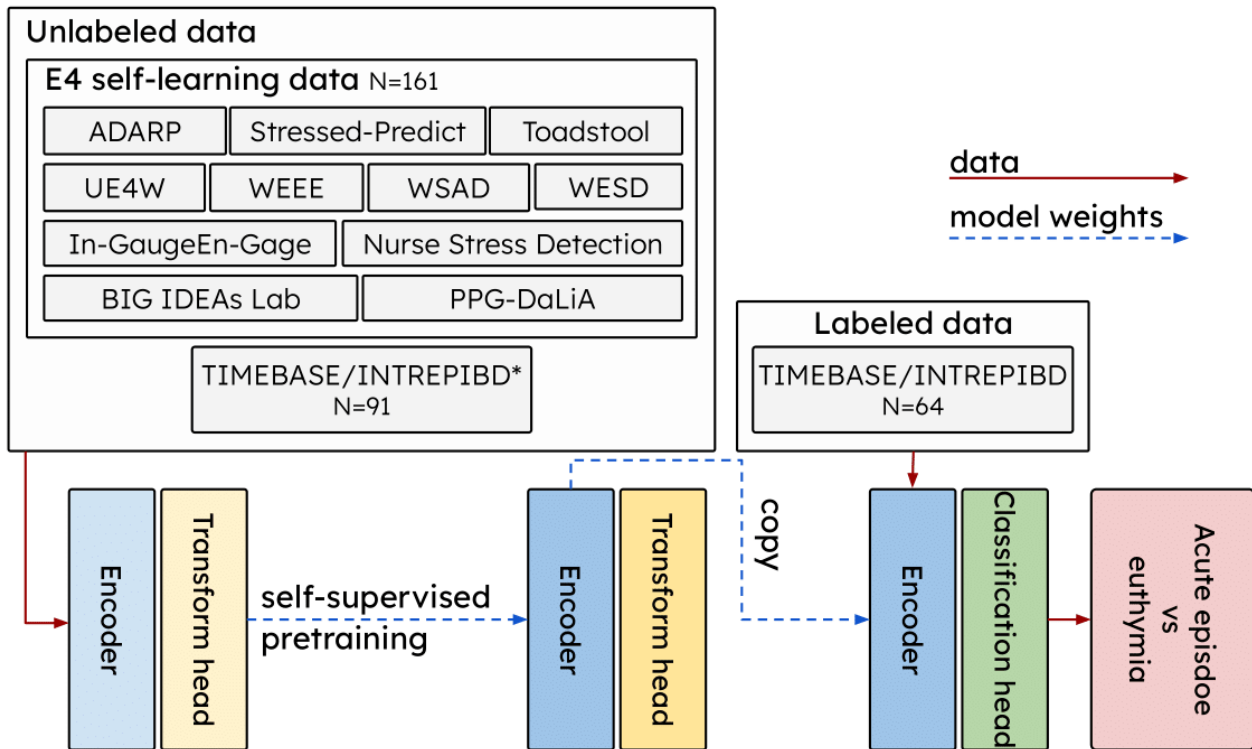 Unlabeled data
E4 self-learning data N=161
ADARP
Stressed-Predict
Toadstool
UE4W
WEEE
WSAD
WESD
In-GaugeEn-Gage
Nurse Stress Detection
BIG IDEAs Lab
PPG-DaLiA
TIMEBASE/INTREPIBD*
N=91
data
model weights
Labeled data
TIMEBASE/INTREPIBD
N=64
Encoder
Transform head
self-supervised
pretraining
Encoder
Transform head
copy
Encoder
Classification head
Acute episdoe
vs
euthymia